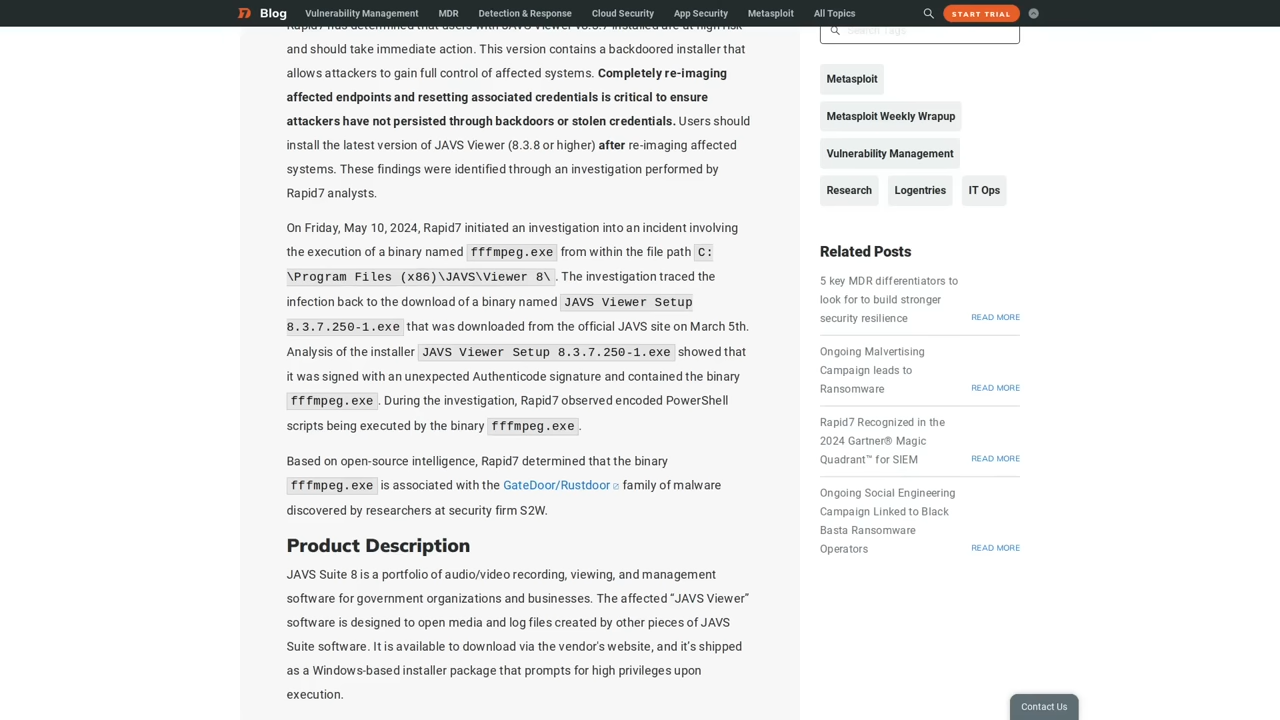 Blog
Vulnerability Management
MDR
Detection & Response
Cloud Security
App Security
Metasploit
All Topics
START TRIAL
Rapid7 has determined that users with JAVS Viewer v8.3.7 installed are at high risk
and should take immediate action. This version contains a backdoored installer that
allows attackers to gain full control of affected systems. Completely re-imaging
affected endpoints and resetting associated credentials is critical to ensure
attackers have not persisted through backdoors or stolen credentials. Users should
install the latest version of JAVS Viewer (8.3.8 or higher) after re-imaging affected
systems. These findings were identified through an investigation performed by
Rapid7 analysts.
On Friday, May 10, 2024, Rapid7 initiated an investigation into an incident involving
the execution of a binary named fffmpeg.exe from within the file path C:
\Program Files (x86)\JAVS\Viewer 8\ . The investigation traced the
infection back to the download of a binary named JAVS Viewer Setup
8.3.7.250-1.exe that was downloaded from the official JAVS site on March 5th.
Analysis of the installer JAVS Viewer Setup 8.3.7.250-1.exe showed that
it was signed with an unexpected Authenticode signature and contained the binary
fffmpeg.exe . During the investigation, Rapid7 observed encoded PowerShell
scripts being executed by the binary fffmpeg.exe .
Based on open-source intelligence, Rapid7 determined that the binary
fffmpeg.exe is associated with the GateDoor/Rustdoor family of malware
discovered by researchers at security firm S2W.
Product Description
JAVS Suite 8 is a portfolio of audio/video recording, viewing, and management
software for government organizations and businesses. The affected “JAVS Viewer”
software is designed to open media and log files created by other pieces of JAVS
Suite software. It is available to download via the vendor's website, and it’s shipped
as a Windows-based installer package that prompts for high privileges upon
execution.
Search Tags
Metasploit
Metasploit Weekly Wrapup
Vulnerability Management
Research
Logentries
IT Ops
Related Posts
5 key MDR differentiators to
look for to build stronger
security resilience
READ MORE
Ongoing Malvertising
Campaign leads to
Ransomware
READ MORE
Rapid7 Recognized in the
2024 Gartner® Magic
Quadrant™ for SIEM
READ MORE
Ongoing Social Engineering
Campaign Linked to Black
Basta Ransomware
Operators
READ MORE
Contact Us